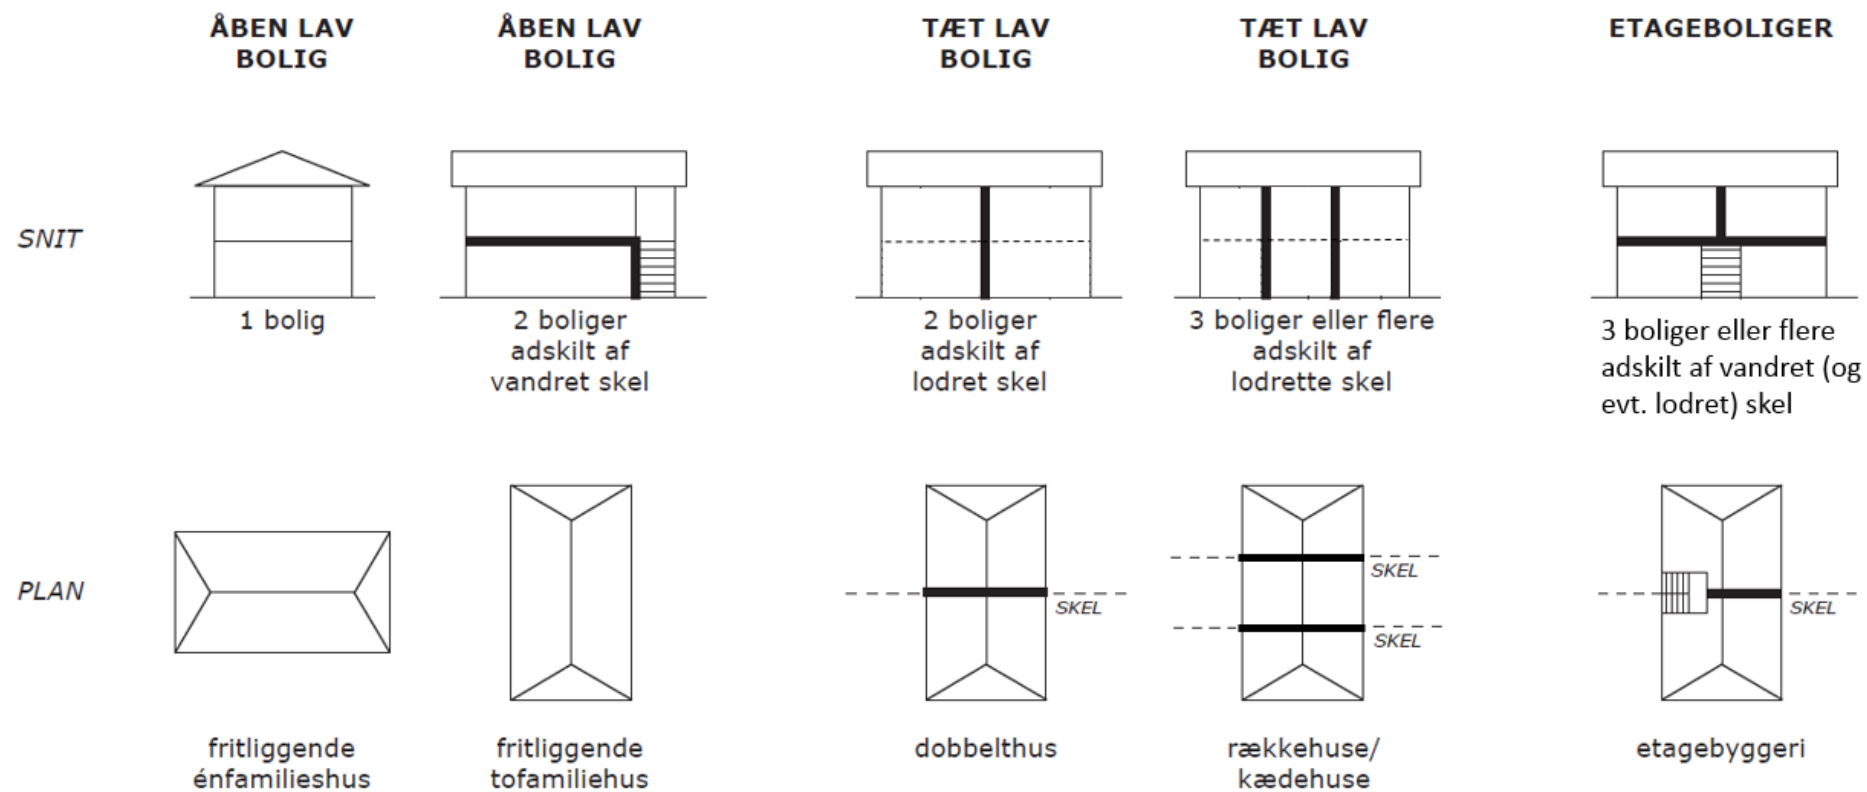 ÅBEN LAV
BOLIG
ÅBEN LAV
BOLIG
TÆT LAV
BOLIG
TÆT LAV
BOLIG
ETAGEBOLIGER
SNIT
1 bolig
2 boliger
adskilt af
vandret skel
2 boliger
adskilt af
lodret skel
3 boliger eller flere
adskilt af
lodrette skel
3 boliger eller flere
adskilt af vandret (og
evt. lodret) skel
PLAN
SKEL
SKEL
SKEL
SKEL
fritliggende
énfamilieshus
fritliggende
tofamiliehus
dobbelthus
rækkehuse/
kædehuse
etagebyggeri